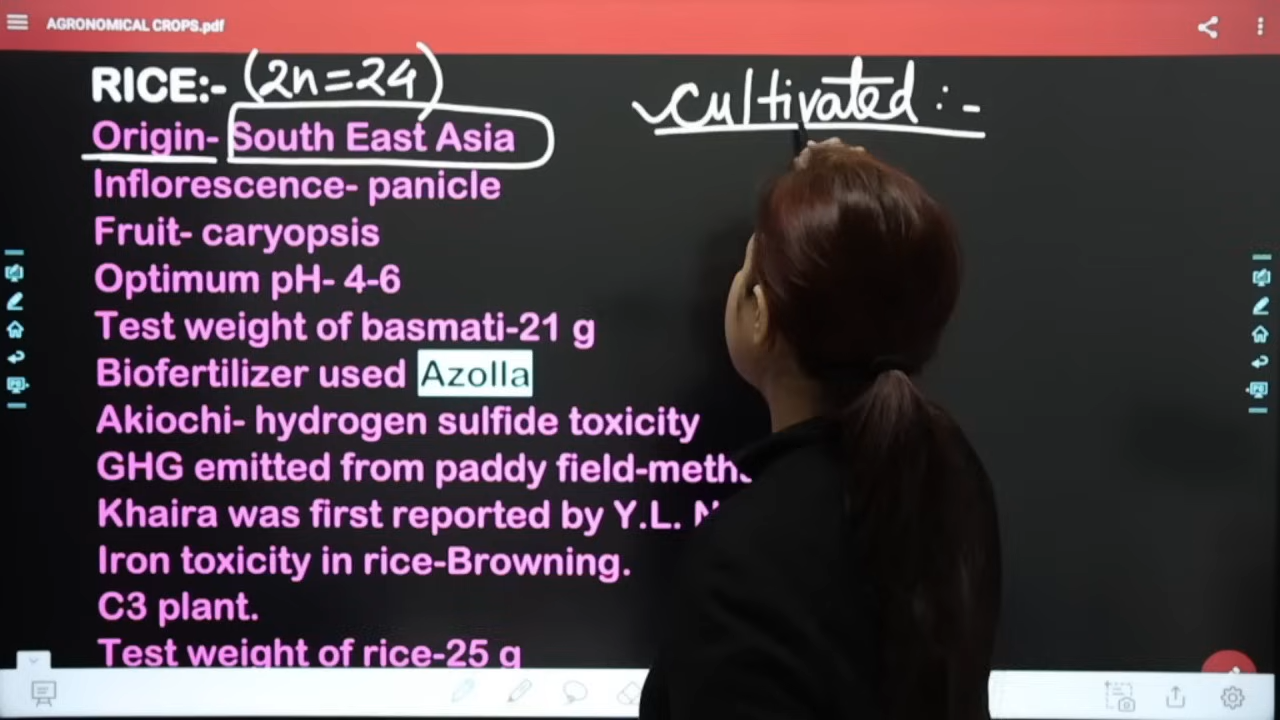 AGRONOMICAL CROPS.pdf
RICE:- (2n=24)
cultivated:-
Origin- South East Asia
Inflorescence- panicle
Fruit- caryopsis
Optimum pH- 4-6
Test weight of basmati-21 g
Biofertilizer used Azolla
Akiochi- hydrogen sulfide toxicity
GHG emitted from paddy field-
Khaira was first reported by Y.L.
Iron toxicity in rice-Browning.
C3 plant.
Test weight of rice-25 g